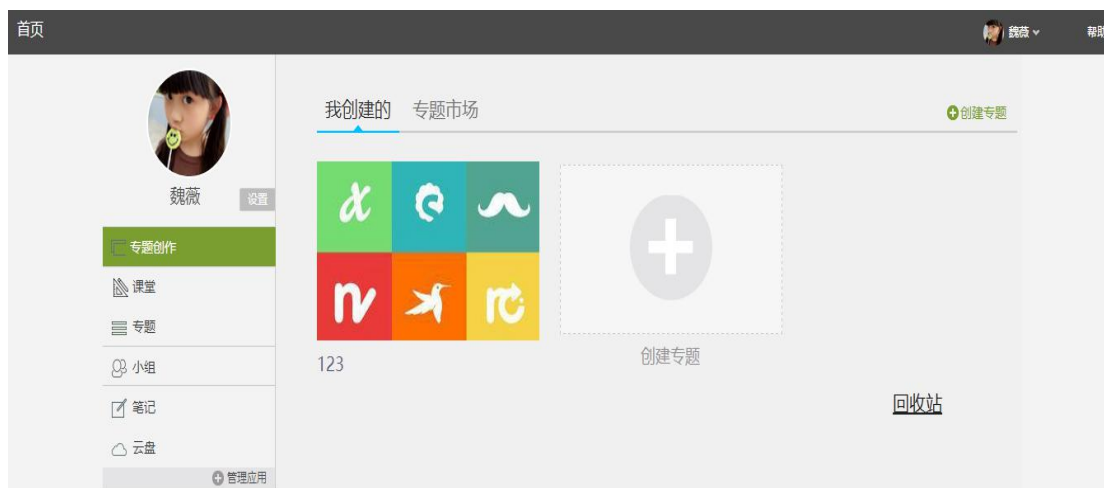 首页
魏薇
帮助
我创建的 专题市场
创建专题
魏薇
设置
专题创作
课堂
专题
123
创建专题
小组
回收站
笔记
云盘
管理应用